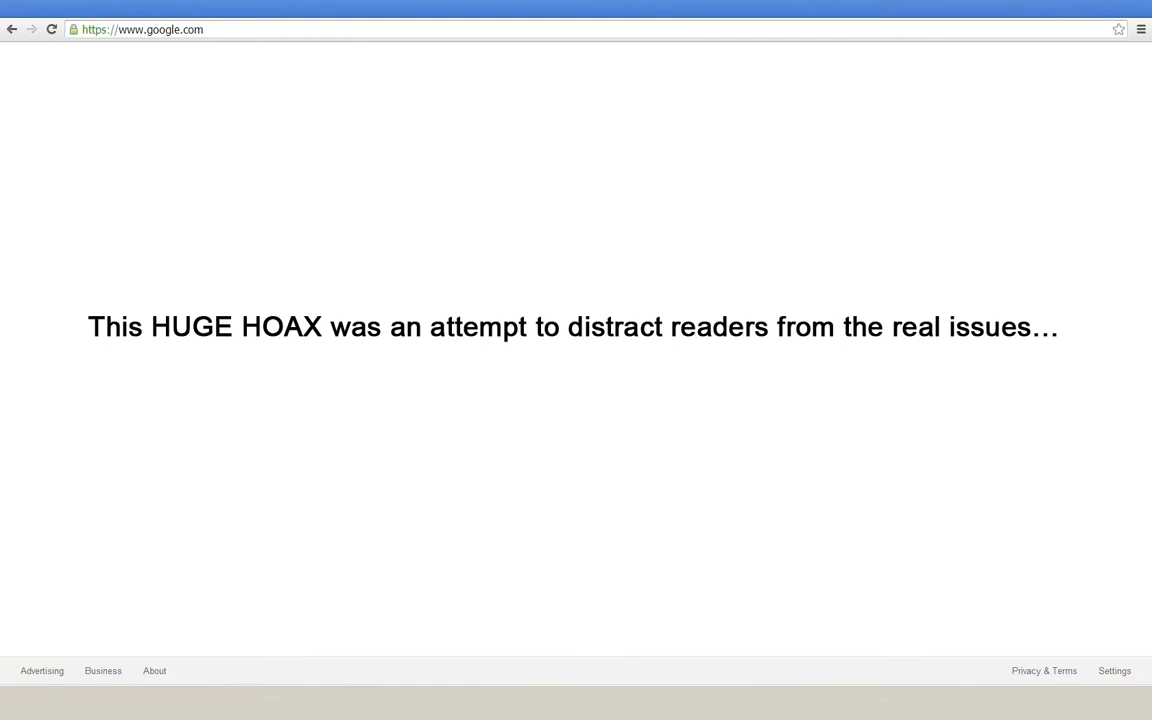 https://www.google.com
This HUGE HOAX was an attempt to distract readers from the real issues…
Advertising Business About Privacy & Terms Settings